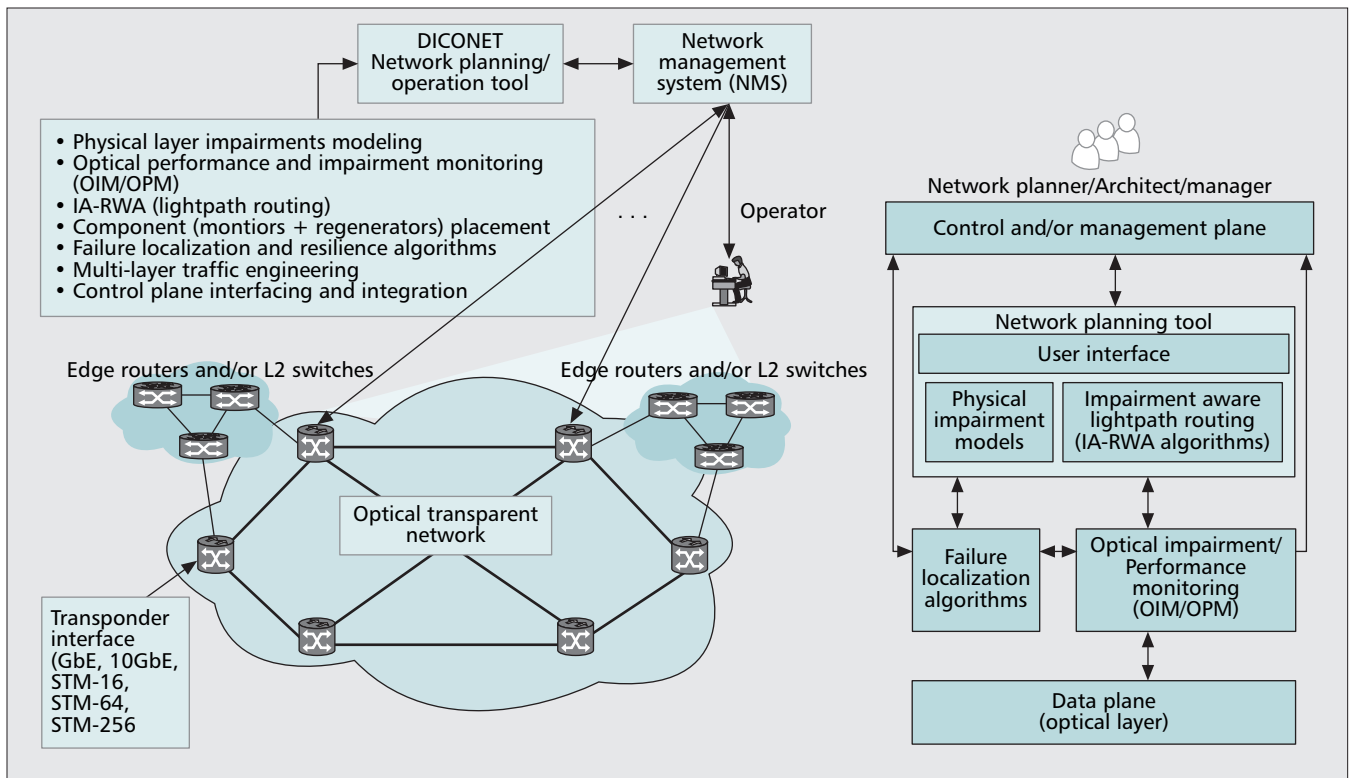 DICONET
Network planning/
operation tool
Network
management
system (NMS)
• Physical layer impairments modeling
• Optical performance and impairment monitoring
(OIM/OPM)
• IA-RWA (lightpath routing)
• Component (montiors + regenerators) placement
• Failure localization and resilience algorithms
• Multi-layer traffic engineering
• Control plane interfacing and integration
. . .
Operator
Edge routers and/or L2 switches
Edge routers and/or L2 switches
Optical transparent
network
Transponder
interface
(GbE, 10GbE,
STM-16,
STM-64,
STM-256
Network planner/Architect/manager
Control and/or management plane
Network planning tool
User interface
Physical
impairment
models
Impairment aware
lightpath routing
(IA-RWA algorithms)
Failure
localization
algorithms
Optical impairment/
Performance
monitoring
(OIM/OPM)
Data plane
(optical layer)